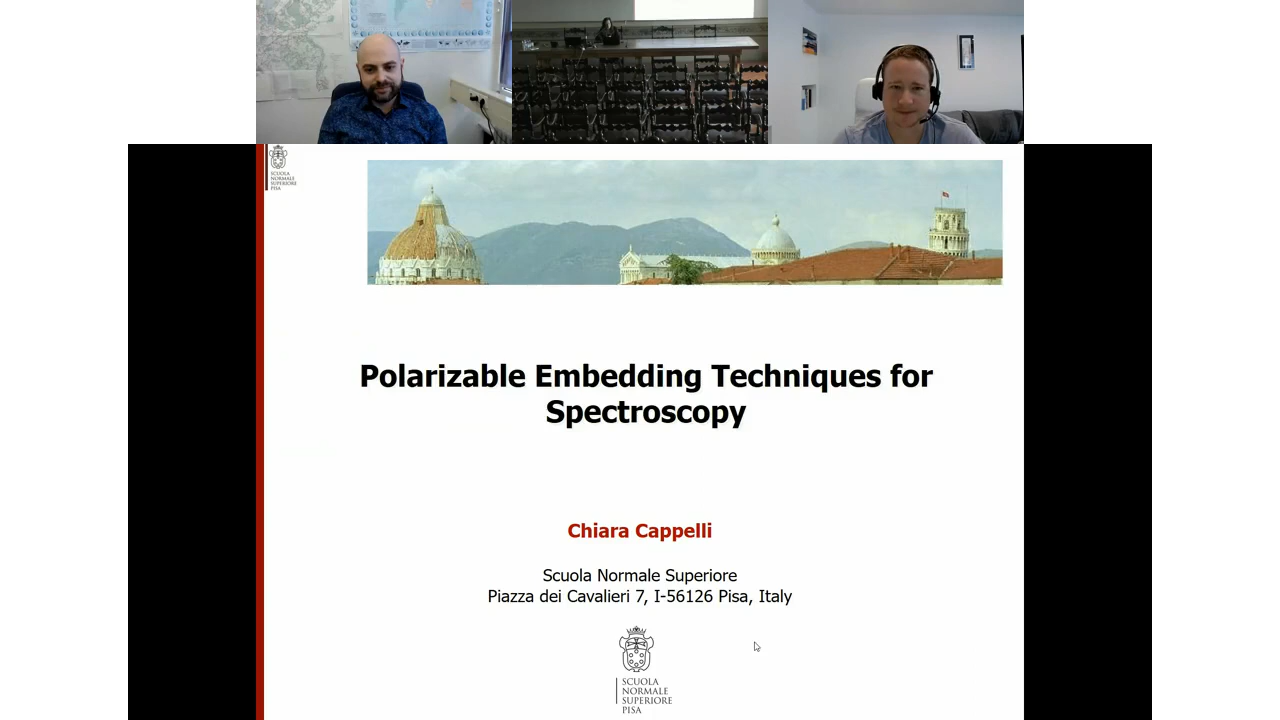 SCUOLA
NORMALE
SUPERIORE
PISA
Polarizable Embedding Techniques for
Spectroscopy
Chiara Cappelli
Scuola Normale Superiore
Piazza dei Cavalieri 7, I-56126 Pisa, Italy
SCUOLA
NORMALE
SUPERIORE
PISA